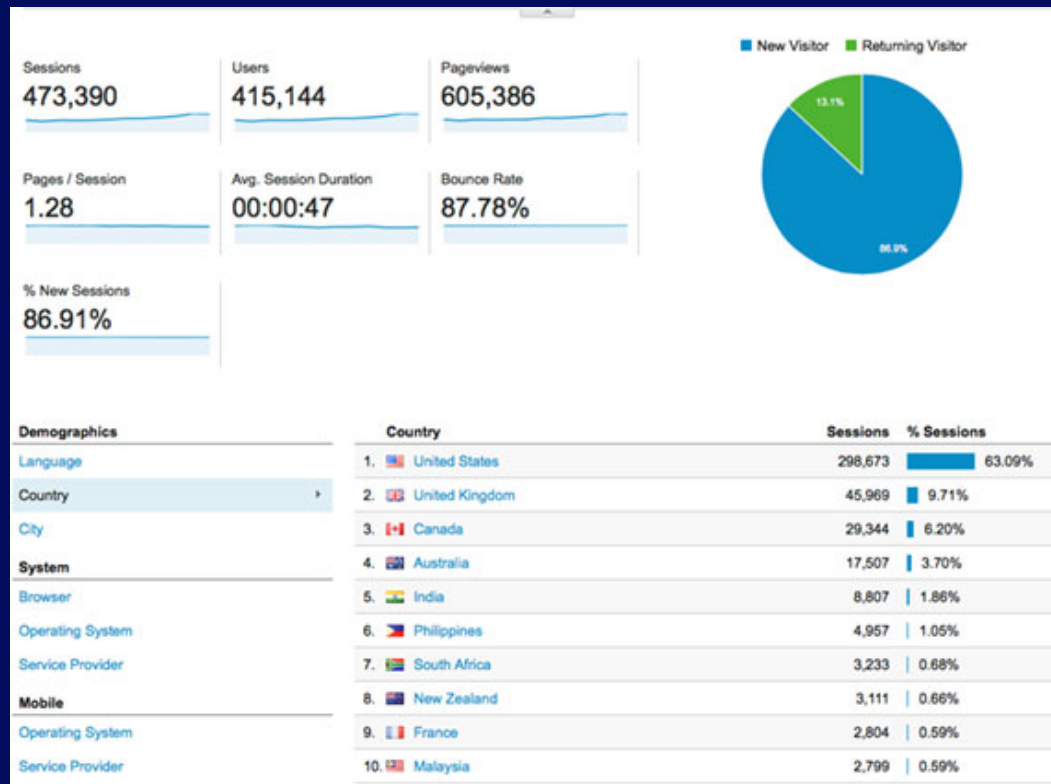 New Visitor Returning Visitor
Sessions Users Pageviews
473,390 415,144 605,386
13.1%
Pages / Session Avg. Session Duration Bounce Rate
1.28 00:00:47 87.78%
86.9%
% New Sessions
86.91%
Demographics Country Sessions % Sessions
Language 1. United States 298,673 63.09%
Country 2. United Kingdom 45,969 9.71%
City 3. Canada 29,344 6.20%
System 4. Australia 17,507 3.70%
Browser 5. India 8,807 1.86%
Operating System 6. Philippines 4,957 1.05%
Service Provider 7. South Africa 3,233 0.68%
Mobile 8. New Zealand 3,111 0.66%
Operating System 9. France 2,804 0.59%
Service Provider 10. Malaysia 2,799 0.59%